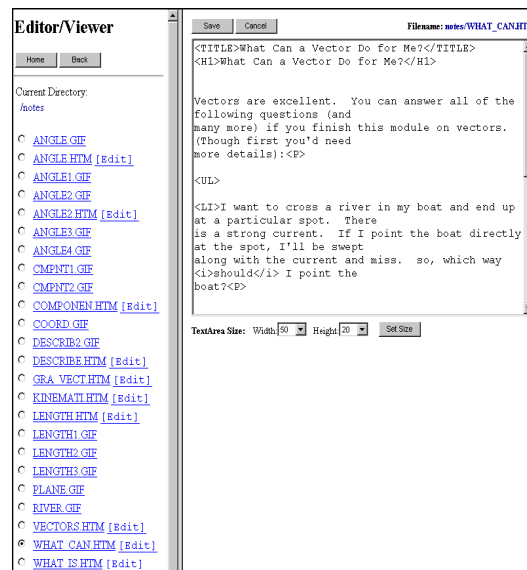 Editor/Viewer
Home Back
Current Directory:
/notes
ANGLE.GIF
ANGLE.HTM [Edit]
ANGLE1.GIF
ANGLE2.GIF
ANGLE2.HTM [Edit]
ANGLE3.GIF
ANGLE4.GIF
CMPNT1.GIF
CMPNT2.GIF
COMPONEN.HTM [Edit]
COORD.GIF
DESCRIB2.GIF
DESCRIBE.HTM [Edit]
GRA_VECT.HTM [Edit]
KINEMATI.HTM [Edit]
LENGTH.HTM [Edit]
LENGTH1.GIF
LENGTH2.GIF
LENGTH3.GIF
PLANE.GIF
RIVER.GIF
VECTORS.HTM [Edit]
WHAT_CAN.HTM [Edit]
WHAT_IS.HTM [Edit]
Save Cancel Filename: notes/WHAT_CAN.HT
<TITLE>What Can a Vector Do for Me?</TITLE>
<H1>What Can a Vector Do for Me?</H1>
Vectors are excellent. You can answer all of the
following questions (and
many more) if you finish this module on vectors.
(Though first you'd need
more details):<P>
<UL>
<LI>I want to cross a river in my boat and end up
at a particular spot. There
is a strong current. If I point the boat directly
at the spot, I'll be swept
along with the current and miss. so, which way
<i>should</i> I point the
boat?<P>
TextArea Size: Width: 50 Height: 20 Set Size